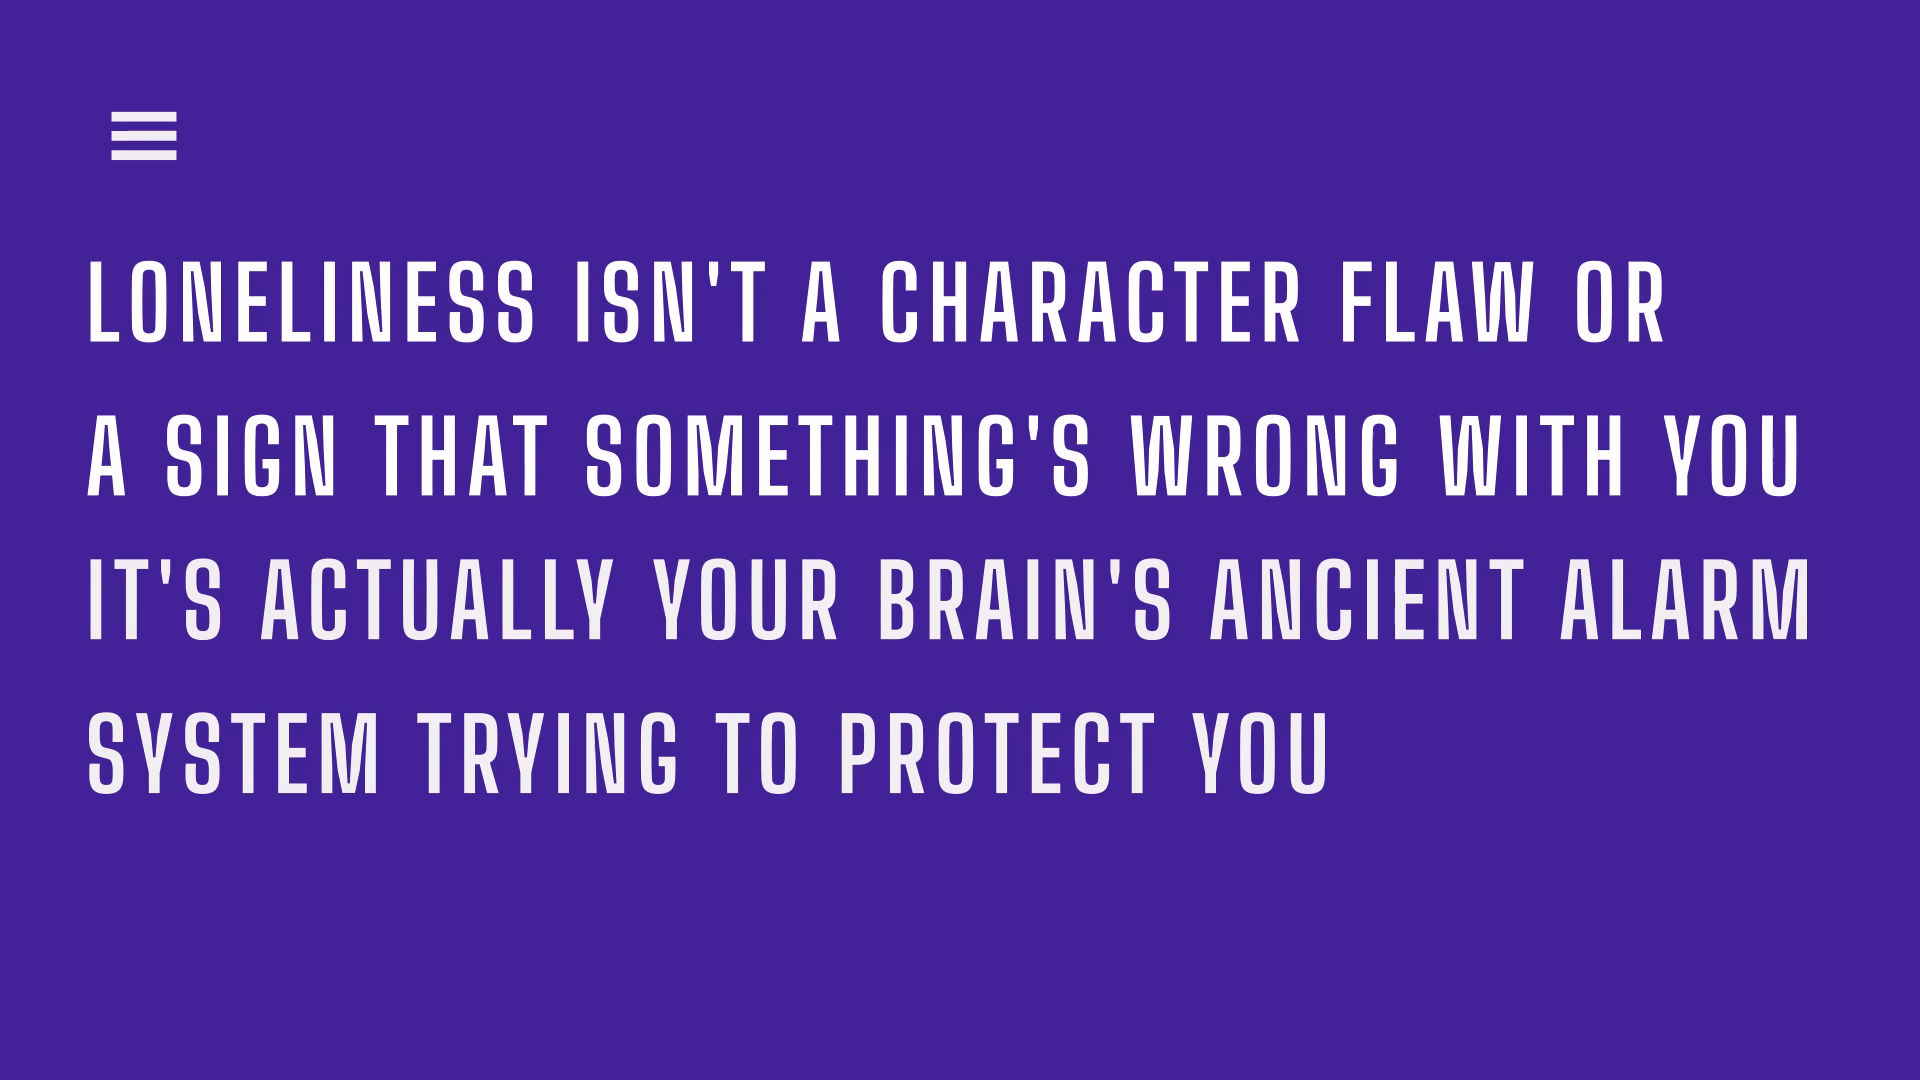 LONELINESS ISN'T A CHARACTER FLAW OR
A SIGN THAT SOMETHING'S WRONG WITH YOU
IT'S ACTUALLY YOUR BRAIN'S ANCIENT ALARM
SYSTEM TRYING TO PROTECT YOU